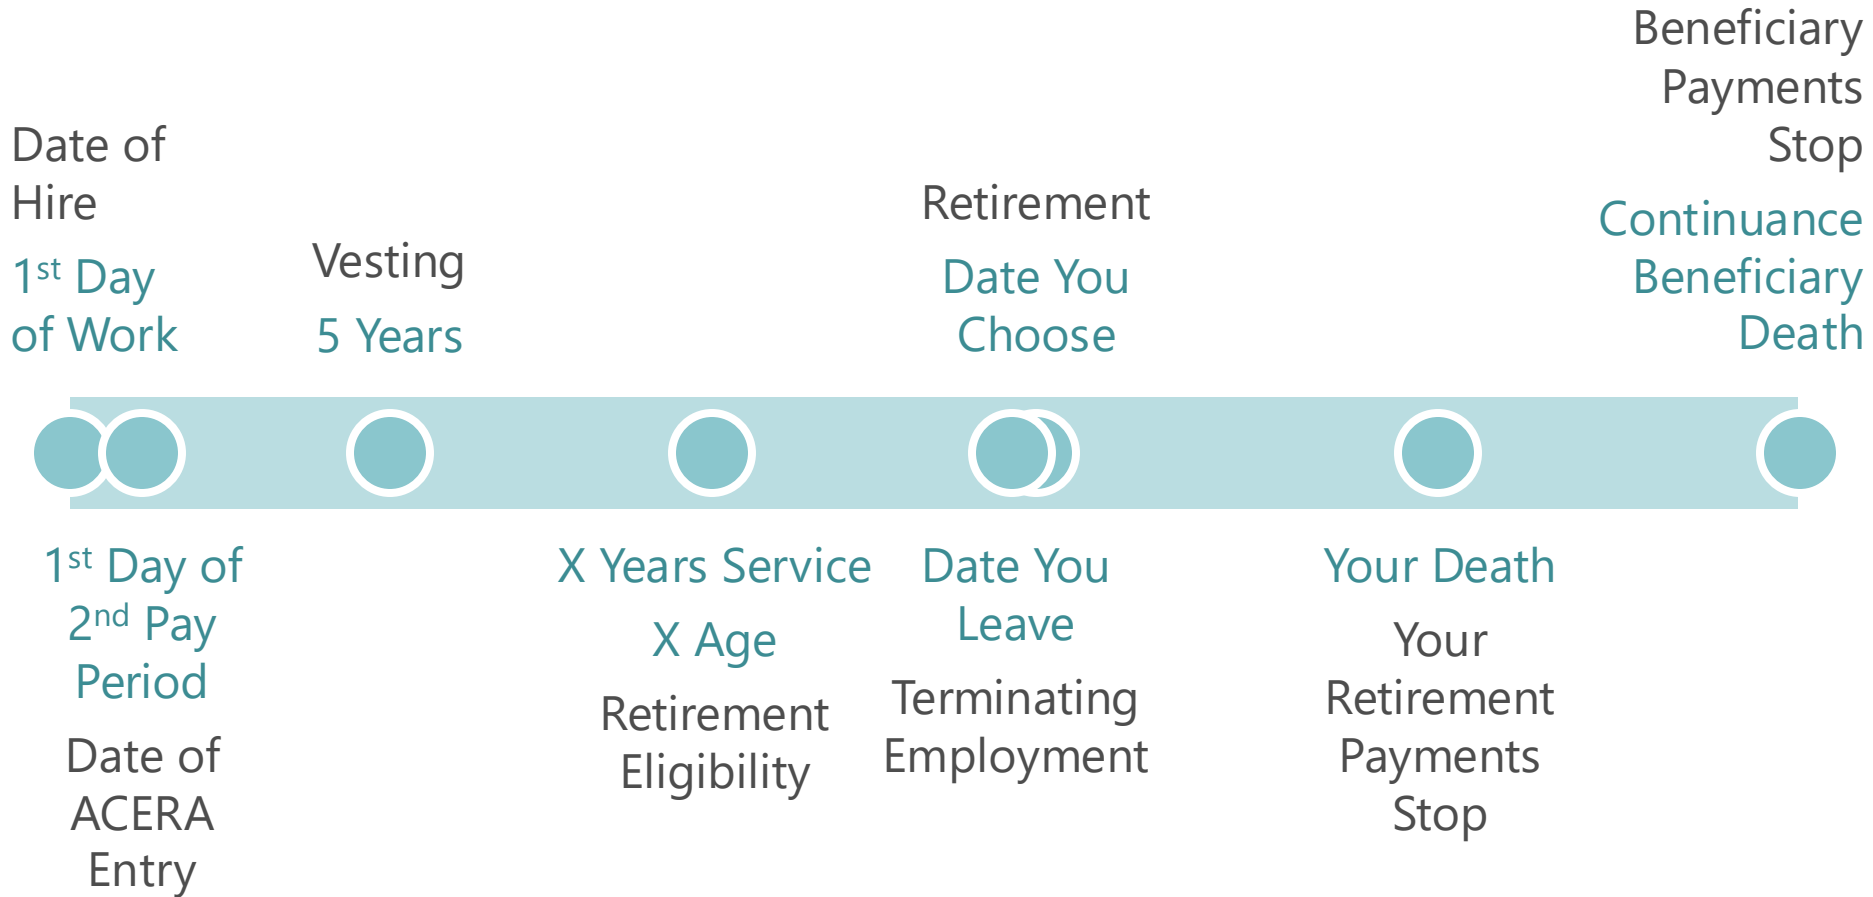 Date of
Hire
1st Day
of Work
Vesting
5 Years
Retirement
Date You
Choose
Beneficiary
Payments
Stop
Continuance
Beneficiary
Death
1st Day of
2nd Pay
Period
Date of
ACERA
Entry
X Years Service
X Age
Retirement
Eligibility
Date You
Leave
Terminating
Employment
Your Death
Your
Retirement
Payments
Stop